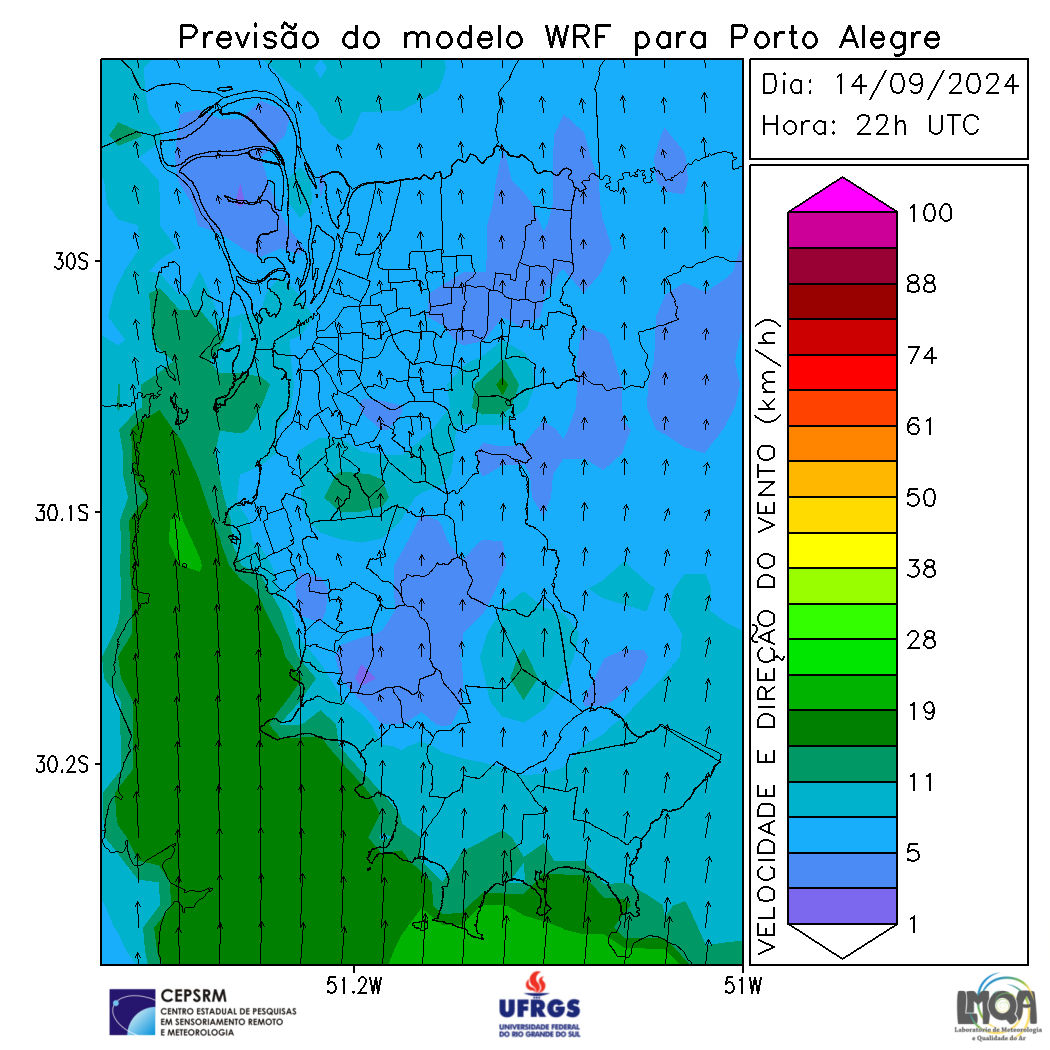 Previsão do modelo WRF para Porto Alegre
Dia: 14/09/2024
Hora: 22h UTC
30S
30.1S
30.2S
51.2W
51W
VELOCIDADE E DIREÇÃO DO VENTO (km/h)
100
88
74
61
50
38
28
19
11
5
1
CEPSRM
CENTRO ESTADUAL DE PESQUISAS
EM SENSORIAMENTO REMOTO
E METEOROLOGIA
UFRGS
UNIVERSIDADE FEDERAL
DO RIO GRANDE DO SUL
LMQA
Laboratório de Meteorologia
e Qualidade do Ar